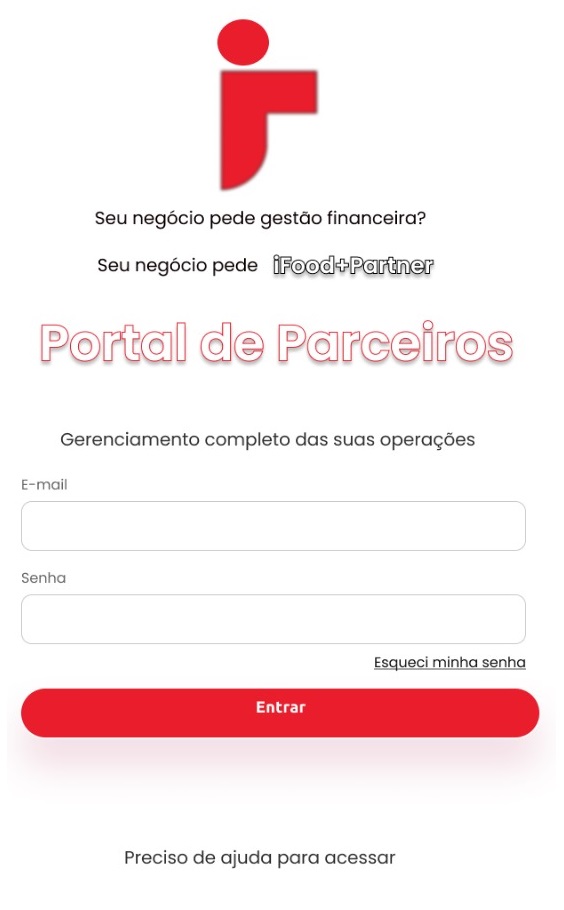 Seu negócio pede gestão financeira?
Seu negócio pede iFood+Partner
Portal de Parceiros
Gerenciamento completo das suas operações
E-mail
Senha
Esqueci minha senha
Entrar
Preciso de ajuda para acessar